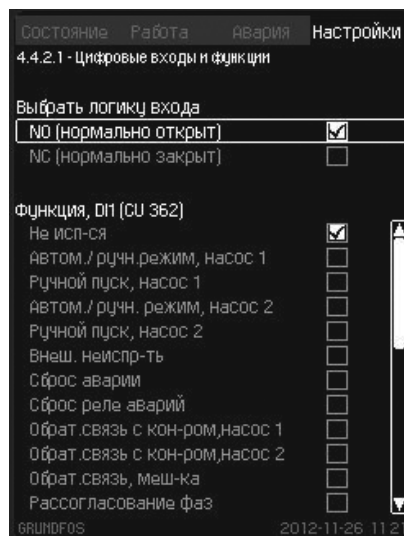 Состояние Работа Авария Настройки
4.4.2.1 - Цифровые входы и функции
Выбрать логику входа
NO (нормально открыт)
NC (нормально закрыт)
Функция, DI1 (CU 362)
Не исп-ся
Автом./ ручн.режим, насос 1
Ручной пуск, насос 1
Автом./ ручн. режим, насос 2
Ручной пуск, насос 2
Внеш. неиспр-ть
Сброс аварии
Сброс реле аварий
Обрат.связь с кон-ром,насос 1
Обрат.связь с кон-ром,насос 2
Обрат.связь, меш-ка
Рассогласование фаз
GRUNDFOS 2012-11-26 11:21